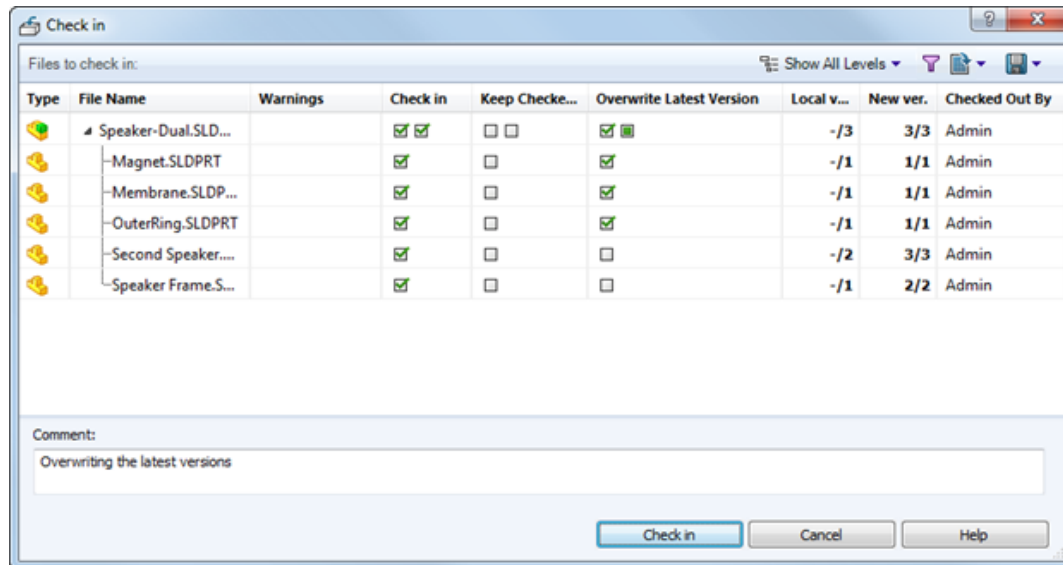 Check in
Files to check in: Show All Levels
Type File Name Warnings Check in Keep Checke... Overwrite Latest Version Local v... New ver. Checked Out By
Speaker-Dual.SLD... -/3 3/3 Admin
Magnet.SLDPRT -/1 1/1 Admin
Membrane.SLDP... -/1 1/1 Admin
OuterRing.SLDPRT -/1 1/1 Admin
Second Speaker.... -/2 3/3 Admin
Speaker Frame.S... -/1 2/2 Admin
Comment:
Overwriting the latest versions
Check in Cancel Help